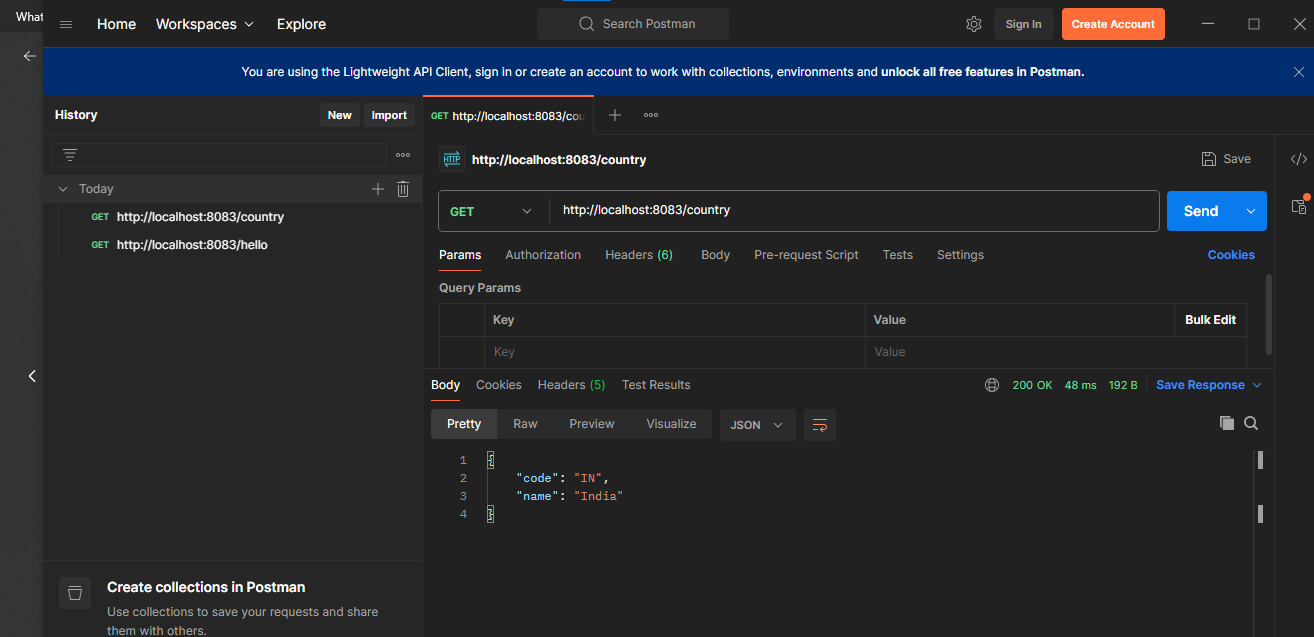 What
Home Workspaces Explore Search Postman Sign In Create Account
You are using the Lightweight API Client, sign in or create an account to work with collections, environments and unlock all free features in Postman.
History New Import
GET http://localhost:8083/cou
HTTP http://localhost:8083/country Save
Today
GET http://localhost:8083/country
GET http://localhost:8083/hello
GET http://localhost:8083/country Send
Params Authorization Headers (6) Body Pre-request Script Tests Settings Cookies
Query Params
Key Value Bulk Edit
Key Value
Body Cookies Headers (5) Test Results 200 OK 48 ms 192 B Save Response
Pretty Raw Preview Visualize JSON
1 {
2 "code": "IN",
3 "name": "India"
4 }
Create collections in Postman
Use collections to save your requests and share
them with others.